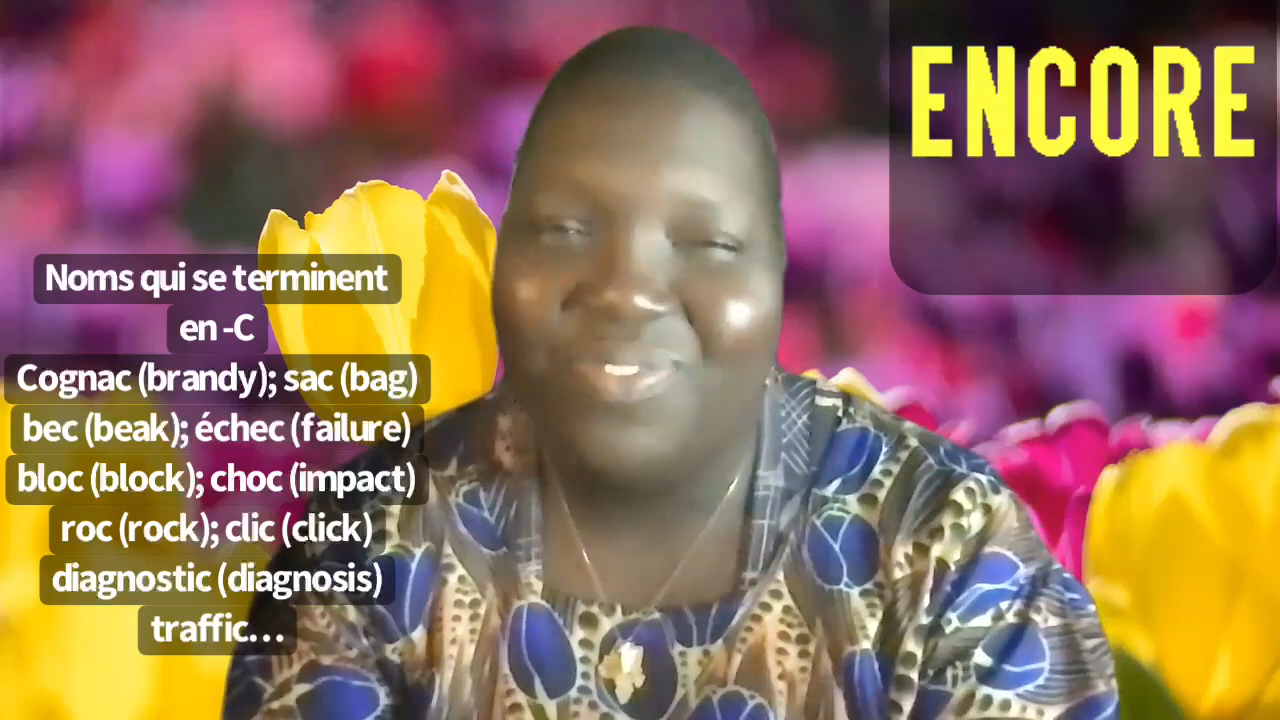 ENCORE
Noms qui se terminent
en -C
Cognac (brandy); sac (bag)
bec (beak); échec (failure)
bloc (block); choc (impact)
roc (rock); clic (click)
diagnostic (diagnosis)
traffic...